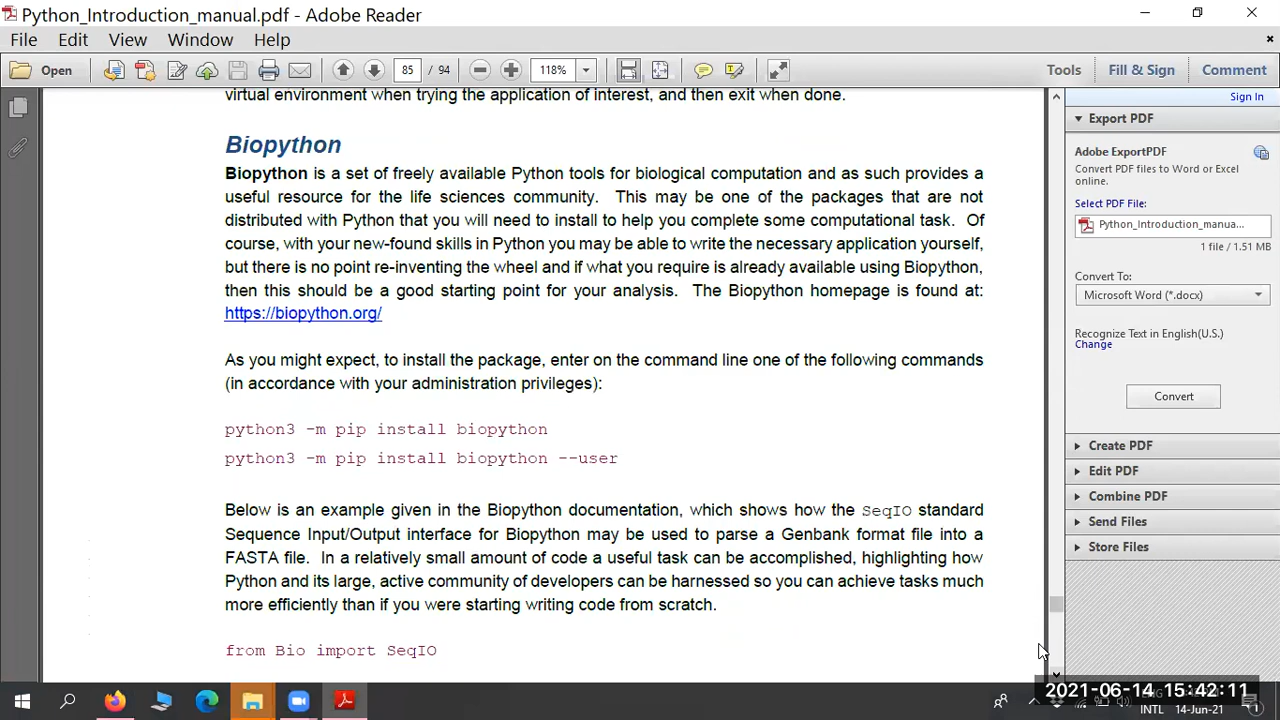 Python_Introduction_manual.pdf - Adobe Reader
File Edit View Window Help
Open 85 / 94 118% Tools Fill & Sign Comment
virtual environment when trying the application of interest, and then exit when done.
Biopython
Biopython is a set of freely available Python tools for biological computation and as such provides a
useful resource for the life sciences community. This may be one of the packages that are not
distributed with Python that you will need to install to help you complete some computational task. Of
course, with your new-found skills in Python you may be able to write the necessary application yourself,
but there is no point re-inventing the wheel and if what you require is already available using Biopython,
then this should be a good starting point for your analysis. The Biopython homepage is found at:
https://biopython.org/
As you might expect, to install the package, enter on the command line one of the following commands
(in accordance with your administration privileges):
python3 -m pip install biopython
python3 -m pip install biopython --user
Below is an example given in the Biopython documentation, which shows how the SeqIO standard
Sequence Input/Output interface for Biopython may be used to parse a Genbank format file into a
FASTA file. In a relatively small amount of code a useful task can be accomplished, highlighting how
Python and its large, active community of developers can be harnessed so you can achieve tasks much
more efficiently than if you were starting writing code from scratch.
from Bio import SeqIO
Sign In
Export PDF
Adobe ExportPDF
Convert PDF files to Word or Excel
online.
Select PDF File:
Python_Introduction_manua...
1 file / 1.51 MB
Convert To:
Microsoft Word (*.docx)
Recognize Text in English(U.S.)
Change
Convert
Create PDF
Edit PDF
Combine PDF
Send Files
Store Files
2021-06-14 15:42:11
INTL 14-Jun-21